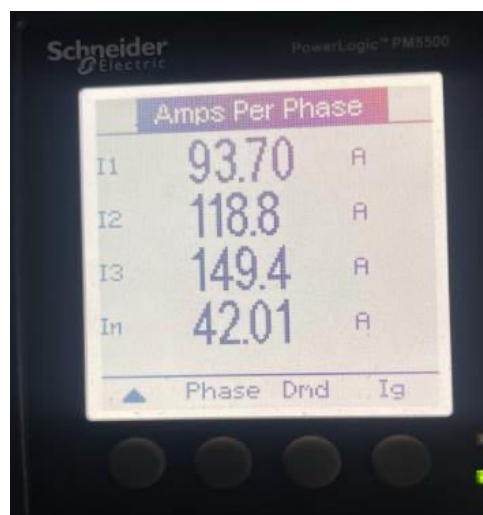 Schneider Electric
PowerLogic™ PM5500
Amps Per Phase
I1 93.70 A
I2 118.8 A
I3 149.4 A
In 42.01 A
Phase Dmd Ig